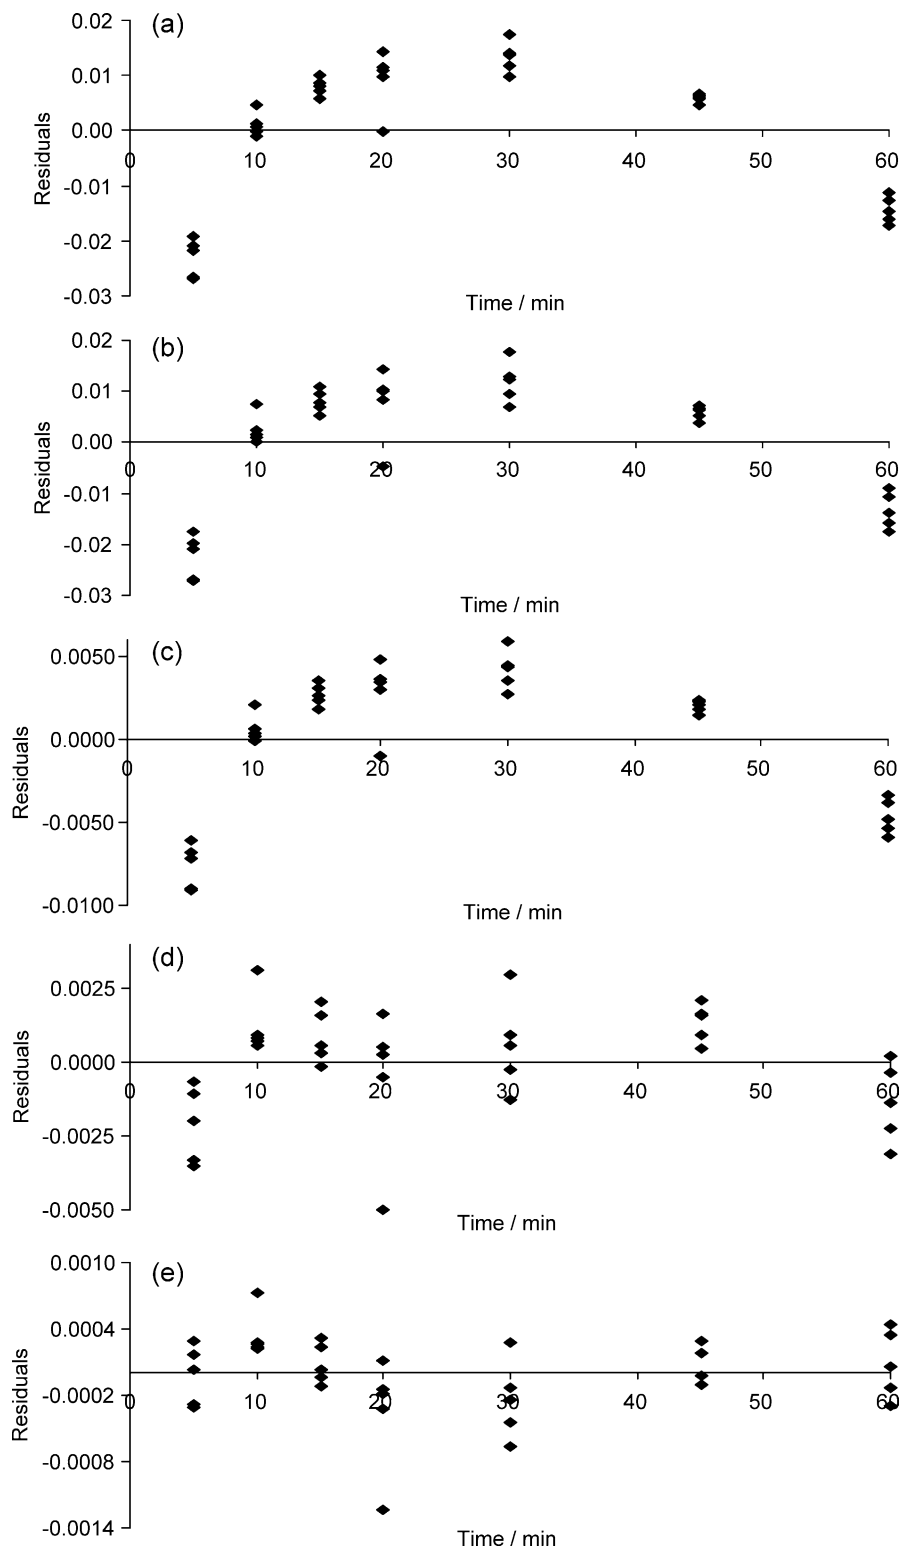 (a)
0.02
0.01
0.00
-0.01
-0.02
-0.03
Residuals
0 10 20 30 40 50 60
Time / min
(b)
0.02
0.01
0.00
-0.01
-0.02
-0.03
Residuals
0 10 20 30 40 50 60
Time / min
(c)
0.0050
0.0000
-0.0050
-0.0100
Residuals
0 10 20 30 40 50 60
Time / min
(d)
0.0025
0.0000
-0.0025
-0.0050
Residuals
0 10 20 30 40 50 60
Time / min
(e)
0.0010
0.0004
-0.0002
-0.0008
-0.0014
Residuals
0 10 20 30 40 50 60
Time / min